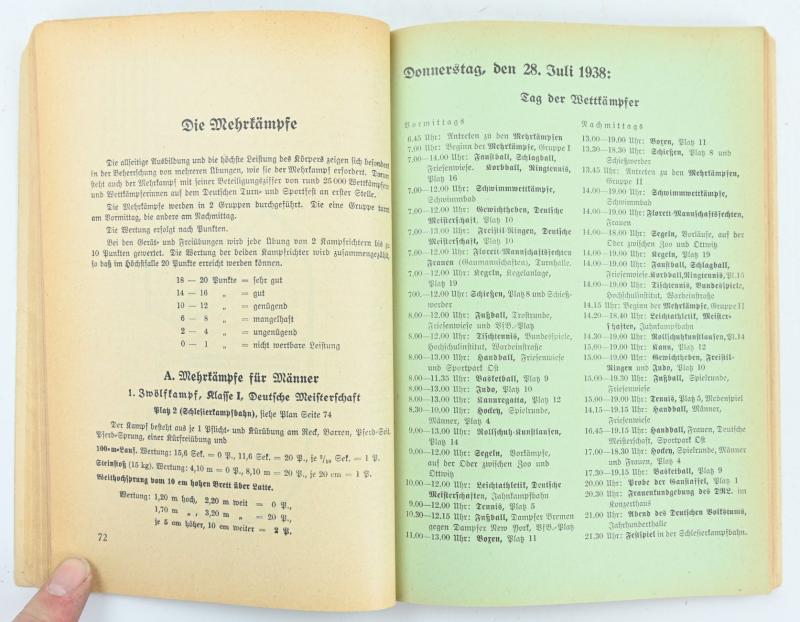 Die Mehrkämpfe
Die allseitige Ausbildung und die höchste Leistung des Körpers zeigen sich besonders
in der Beherrschung von mehreren Übungen, wie sie der Mehrkampf erfordert. Darum
steht auch der Mehrkampf mit seiner Beteiligungsziffer von rund 25 000 Wettkämpfern
und Wettkämpferinnen auf dem Deutschen Turn- und Sportfest an erster Stelle.
Die Mehrkämpfe werden in 2 Gruppen durchgeführt. Die eine Gruppe turnt
am Vormittag, die andere am Nachmittag.
Die Wertung erfolgt nach Punkten.
Bei den Gerät- und Freiübungen wird jede Übung von 2 Kampfrichtern bis zu
10 Punkten gewertet. Die Wertung der beiden Kampfrichter wird zusammengezählt,
so daß im Höchstfalle 20 Punkte erreicht werden können.
18 — 20 Punkte = sehr gut
14 — 16 „ = gut
10 — 12 „ = genügend
6 — 8 „ = mangelhaft
2 — 4 „ = ungenügend
0 — 1 „ = nicht wertbare Leistung
A. Mehrkämpfe für Männer
1. Zwölfkampf, Klasse I, Deutsche Meisterschaft
Platz 2 (Schlesierkampfbahn), siehe Plan Seite 74
Der Kampf besteht aus je 1 Pflicht- und Kürübung am Reck, Barren, Pferd-Seit,
Pferd-Sprung, einer Kürfreiübung und
100-m-Lauf. Wertung: 15,6 Sek. = 0 P., 11,6 Sek. = 20 P., je ²/₁₀ Sek. = 1 P.
Steinstoß (15 kg). Wertung: 4,10 m = 0 P., 8,10 m = 20 P., je 20 cm = 1 P.
Weithochsprung vom 10 cm hohen Brett über Latte.
Wertung: 1,20 m hoch, 2,20 m weit = 0 P.,
1,70 m „ , 3,20 m „ = 20 P.,
je 5 cm höher, 10 cm weiter = 2 P.
72
Donnerstag, den 28. Juli 1938:
Tag der Wettkämpfer
Vormittags
6.45 Uhr: Antreten zu den Mehrkämpfen
7.00 Uhr: Beginn der Mehrkämpfe, Gruppe I
7.00—14.00 Uhr: Faustball, Schlagball,
Friesenwiese. Korbball, Ringtennis,
Platz 16
7.00—12.00 Uhr: Schwimmwettkämpfe,
Schwimmbad
7.00—12.00 Uhr: Gewichtheben, Deutsche
Meisterschaft, Platz 10
7.00—13.00 Uhr: Freistil-Ringen, Deutsche
Meisterschaft, Platz 10
7.00—12.00 Uhr: Florett-Mannschaftsfechten
Frauen (Gaumannschaften), Turnhalle.
7.00—12.00 Uhr: Kegeln, Kegelanlage,
Platz 19
700—12.00 Uhr: Schießen, Platz 8 und Schieß-
werder
8.00—12.00 Uhr: Fußball, Trostrunde,
Friesenwiese und VfB.-Platz
8.00—12.00 Uhr: Tischtennis, Bundesspiele,
Hochschulinstitut, Wardeinstraße
8.00—13.00 Uhr: Handball, Friesenwiese
und Sportpark Ost
8.00—11.35 Uhr: Basketball, Platz 9
8.00—13.00 Uhr: Judo, Platz 10
8.00—12.00 Uhr: Kanuregatta, Platz 12
8.30—10.00 Uhr: Hockey, Spielrunde,
Männer, Platz 4
9.00—13.00 Uhr: Rollschuh-Kunstlaufen,
Platz 14
9.00—12.00 Uhr: Segeln, Vorkämpfe,
auf der Oder zwischen Zoo und
Ottwitz
10.00—12.00 Uhr: Leichtathletik, Deutsche
Meisterschaften, Jahnkampfbahn
9.00—12.00 Uhr: Tennis, Platz 5
10.30—12.15 Uhr: Fußball, Dampfer Bremen
gegen Dampfer New York, VfB.-Platz
11.00—13.00 Uhr: Boxen, Platz 11
Nachmittags
13.00—19.00 Uhr: Boxen, Platz 11
13.30—18.30 Uhr: Schießen, Platz 8 und
Schießwerder
13.45 Uhr: Antreten zu den Mehrkämpfen,
Gruppe II
14.00—19.00 Uhr: Schwimmwettkämpfe,
Schwimmbad
14.00—19.00 Uhr: Florett-Mannschaftsfechten,
Frauen
14.00—18.00 Uhr: Segeln, Vorläufe, auf der
Oder zwischen Zoo und Ottwitz
14.00—19.00 Uhr: Kegeln, Platz 19
14.00—19.00 Uhr: Faustball, Schlagball,
Friesenwiese. Korbball, Ringtennis, Pl. 15
14.00—19.00 Uhr: Tischtennis, Bundesspiele,
Hochschulinstitut, Wardeinstraße
14.15 Uhr: Beginn der Mehrkämpfe, Gruppe II
14.20—18.40 Uhr: Leichtathletik, Meister-
schaften, Jahnkampfbahn
14.30—19.00 Uhr: Rollschuhkunstlaufen, Pl. 14
15.00—19.00 Uhr: Kanu, Platz 12
15.00—19.00 Uhr: Gewichtheben, Freistil-
Ringen und Judo, Platz 10
15.00—19.30 Uhr: Fußball, Spielrunde,
Friesenwiese
15.00—19.00 Uhr: Tennis, Platz 5, Medenspiel
14.15—19.15 Uhr: Handball, Männer,
Friesenwiese
16.45—19.15 Uhr: Handball, Frauen, Deutsche
Meisterschaft, Sportpark Ost
17.00—18.30 Uhr: Hockey, Spielrunde, Männer
und Frauen, Platz 4
17.30—19.15 Uhr: Basketball, Platz 9
20.00 Uhr: Probe der Gaustaffel, Platz 1
20.30 Uhr: Frauenkundgebung des DRL. im
Konzerthaus
21.00 Uhr: Abend des Deutschen Volkstums,
Jahrhunderthalle
21.30 Uhr: Festspiel in der Schlesierkampfbahn.